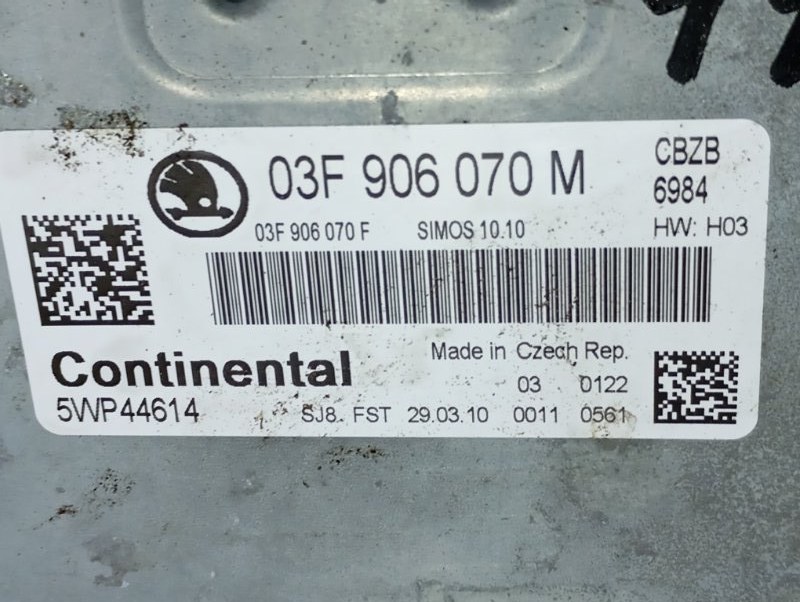 03F 906 070 M
CBZB
6984
03F 906 070 F SIMOS 10.10 HW: H03
Made in Czech Rep.
Continental
03 0122
5WP44614 SJ8. FST 29.03.10 0011 0561